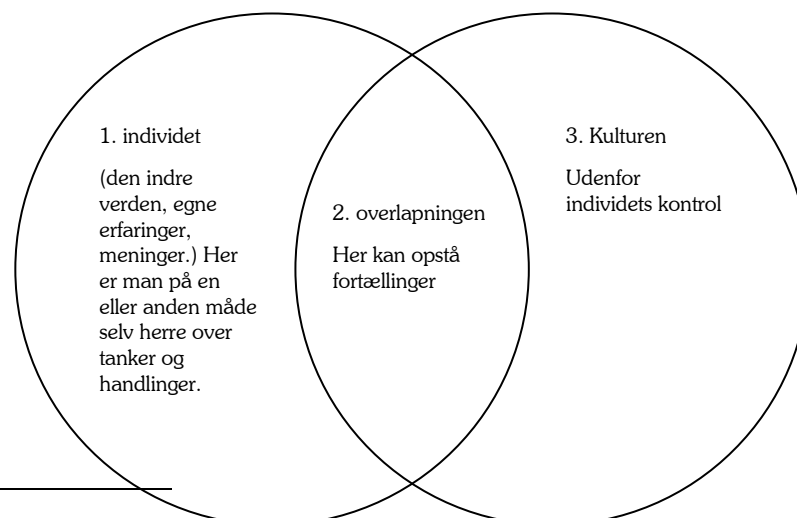 1. individet
(den indre
verden, egne
erfaringer,
meninger.) Her
er man på en
eller anden måde
selv herre over
tanker og
handlinger.
2. overlapningen
Her kan opstå
fortællinger
3. Kulturen
Udenfor
individets kontrol